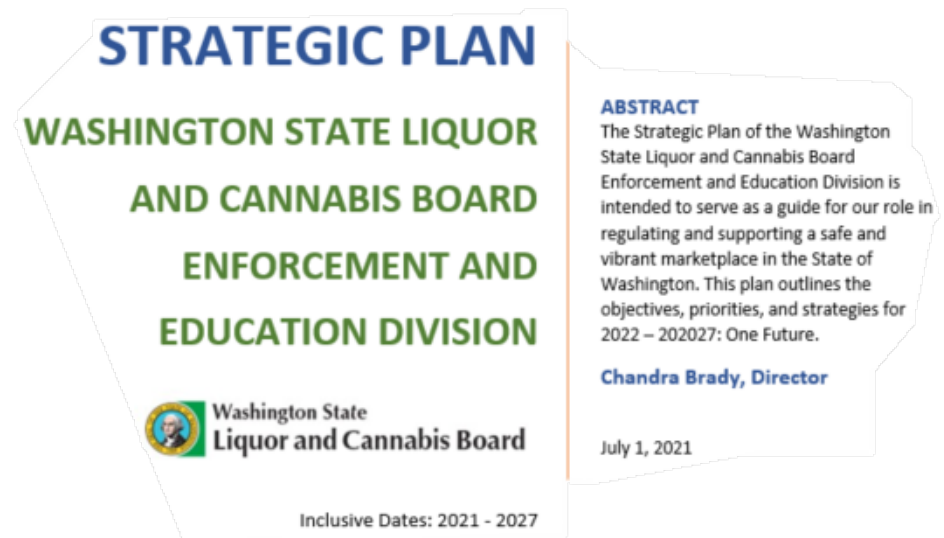 STRATEGIC PLAN
WASHINGTON STATE LIQUOR
AND CANNABIS BOARD
ENFORCEMENT AND
EDUCATION DIVISION
Washington State
Liquor and Cannabis Board
Inclusive Dates: 2021 - 2027
ABSTRACT
The Strategic Plan of the Washington
State Liquor and Cannabis Board
Enforcement and Education Division is
intended to serve as a guide for our role in
regulating and supporting a safe and
vibrant marketplace in the State of
Washington. This plan outlines the
objectives, priorities, and strategies for
2022 – 202027: One Future.
Chandra Brady, Director
July 1, 2021